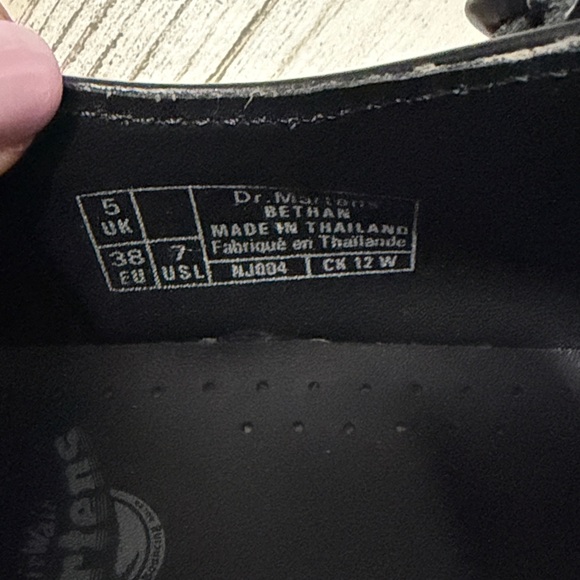 5
UK
38
EU
7
USL
Dr. Martens
BETHAN
MADE IN THAILAND
Fabriqué en Thaïlande
NJ004
CK 12 W